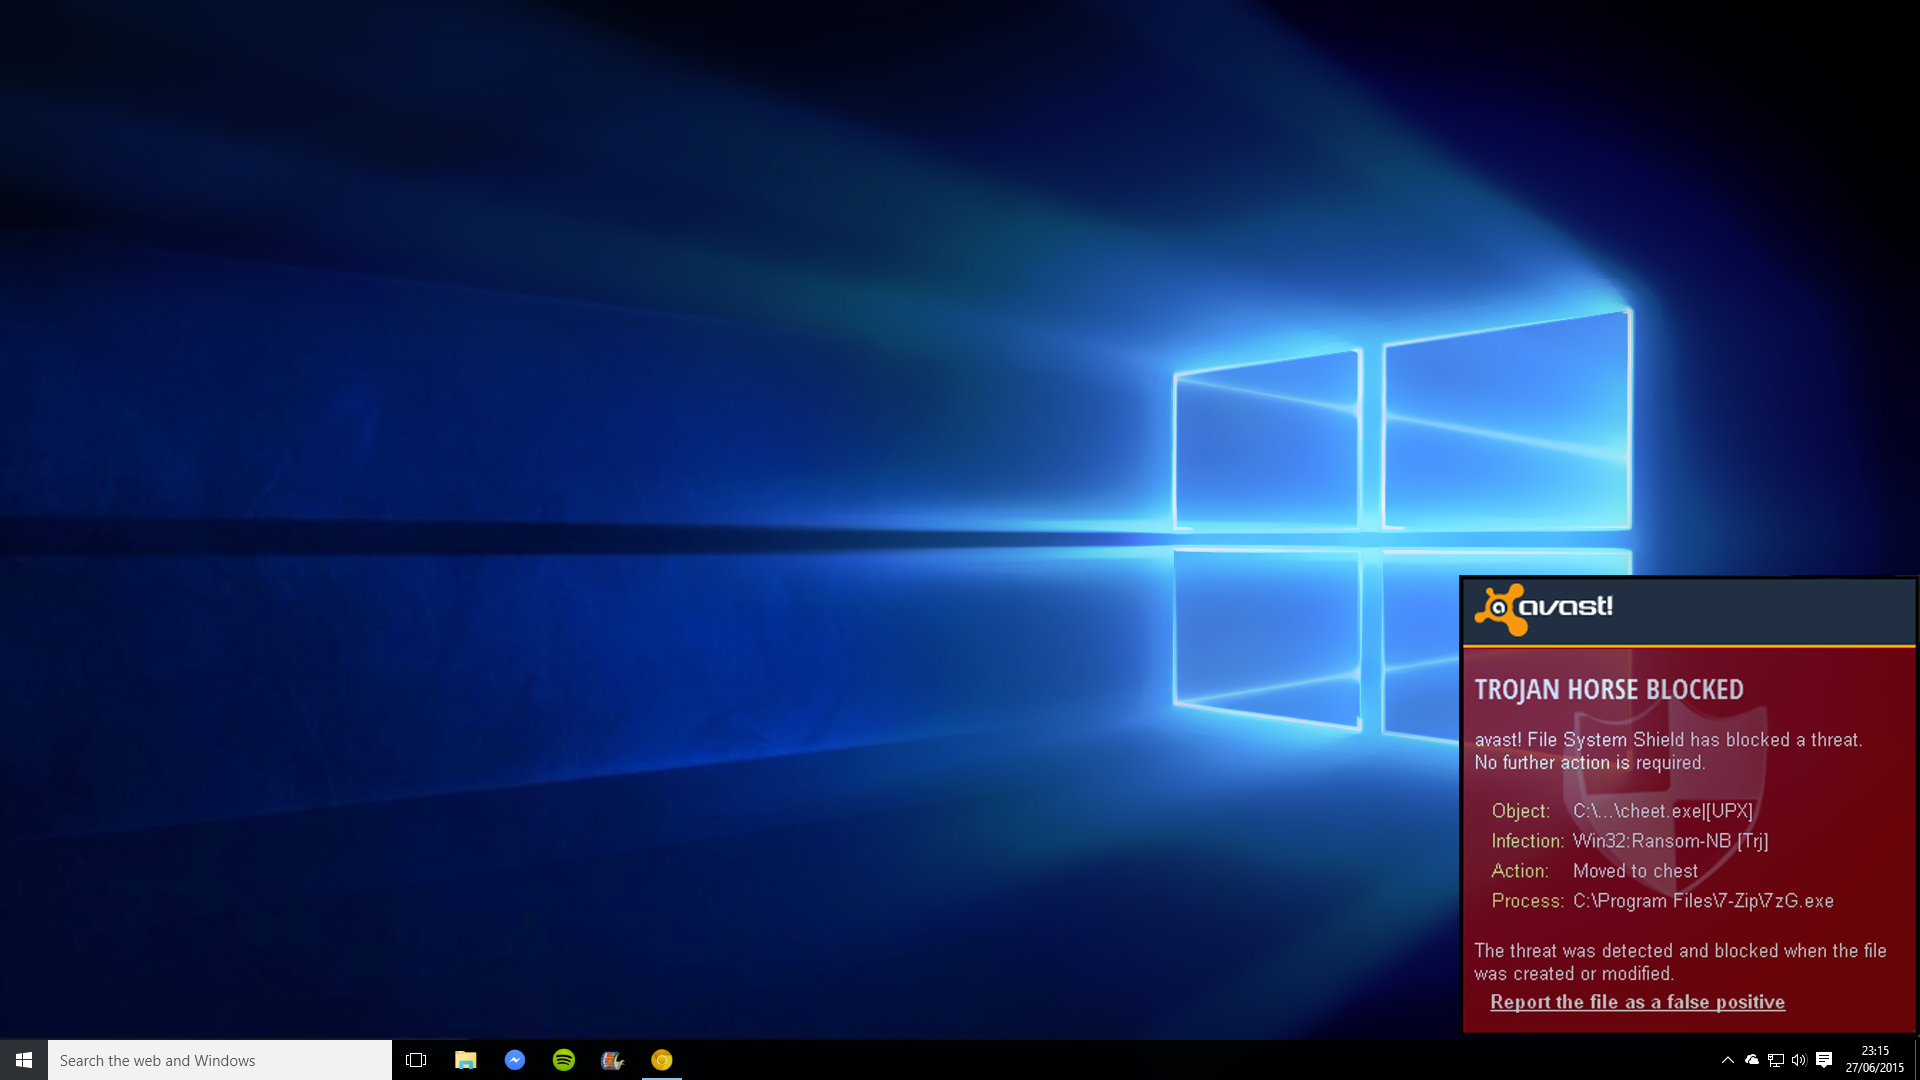 avast!
TROJAN HORSE BLOCKED
avast! File System Shield has blocked a threat.
No further action is required.
Object: C:\...\cheet.exe|[UPX]
Infection: Win32:Ransom-NB [Trj]
Action: Moved to chest
Process: C:\Program Files\7-Zip\7zG.exe
The threat was detected and blocked when the file
was created or modified.
Report the file as a false positive
Search the web and Windows
23:15
27/06/2015